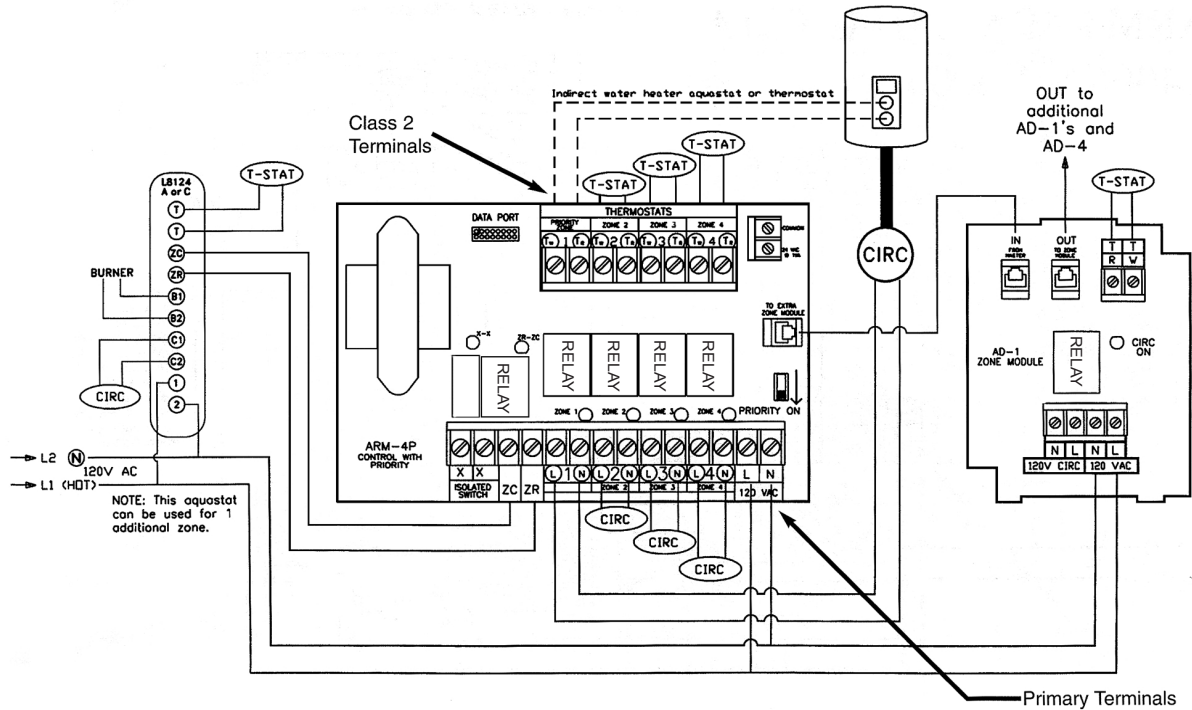 Indirect water heater aquastat or thermostat
Class 2
Terminals
OUT to
additional
AD-1's and
AD-4
T-STAT
T-STAT
T-STAT
T-STAT
T-STAT
L8124
A or C
T
T
ZC
ZR
B1
B2
C1
C2
1
2
BURNER
CIRC
L2 N
120V AC
L1 (HOT)
NOTE: This aquastat
can be used for 1
additional zone.
DATA PORT
THERMOSTATS
PRIORITY
ZONE
ZONE 2
ZONE 3
ZONE 4
1
2
3
4
COMMON
TO EXTRA
ZONE MODULE
X-X
ZR-ZC
RELAY
RELAY
RELAY
RELAY
RELAY
ZONE 1
ZONE 2
ZONE 3
ZONE 4
PRIORITY ON
ARM-4P
CONTROL WITH
PRIORITY
X X
ISOLATED
SWITCH
ZC ZR
L 1 N
L 2 N
L 3 N
L 4 N
L N
ZONE 2
ZONE 3
ZONE 4
120 VAC
CIRC
CIRC
CIRC
CIRC
IN
FROM
MASTER
OUT
TO ZONE
MODULE
T T
R W
AD-1
ZONE MODULE
RELAY
CIRC
ON
N L N L
120V CIRC 120 VAC
Primary Terminals